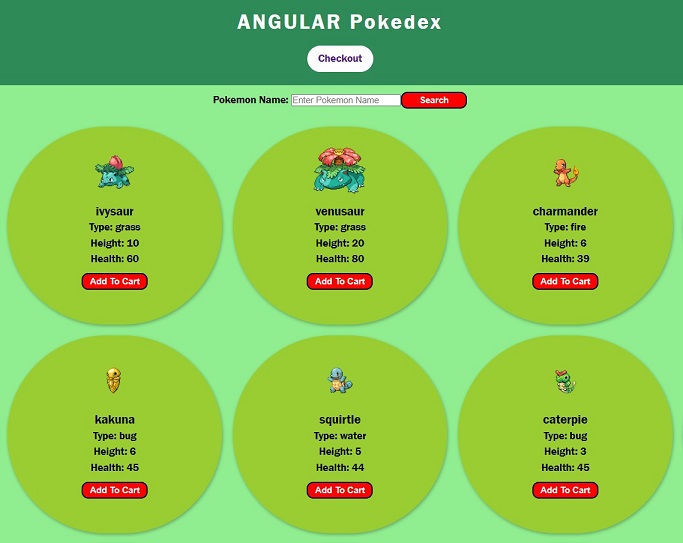 ANGULAR Pokedex
Checkout
Pokemon Name: Enter Pokemon Name Search
ivysaur
Type: grass
Height: 10
Health: 60
Add To Cart
venusaur
Type: grass
Height: 20
Health: 80
Add To Cart
charmander
Type: fire
Height: 6
Health: 39
Add To Cart
kakuna
Type: bug
Height: 6
Health: 45
Add To Cart
squirtle
Type: water
Height: 5
Health: 44
Add To Cart
caterpie
Type: bug
Height: 3
Health: 45
Add To Cart